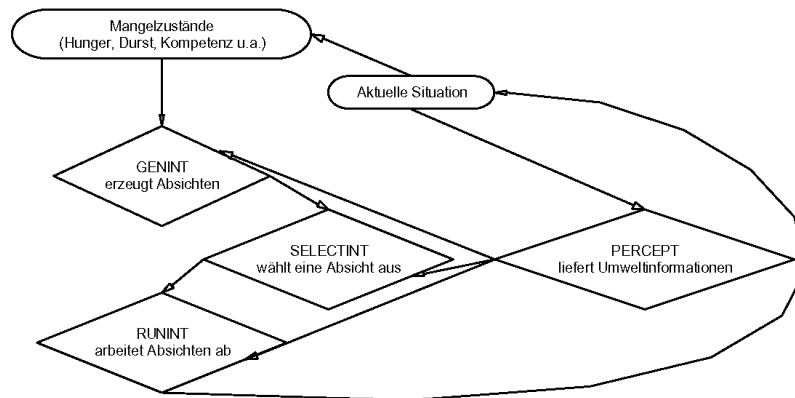 Mangelzustände
(Hunger, Durst, Kompetenz u.a.)
Aktuelle Situation
GENINT
erzeugt Absichten
SELECTINT
wählt eine Absicht aus
PERCEPT
liefert Umweltinformationen
RUNINT
arbeitet Absichten ab